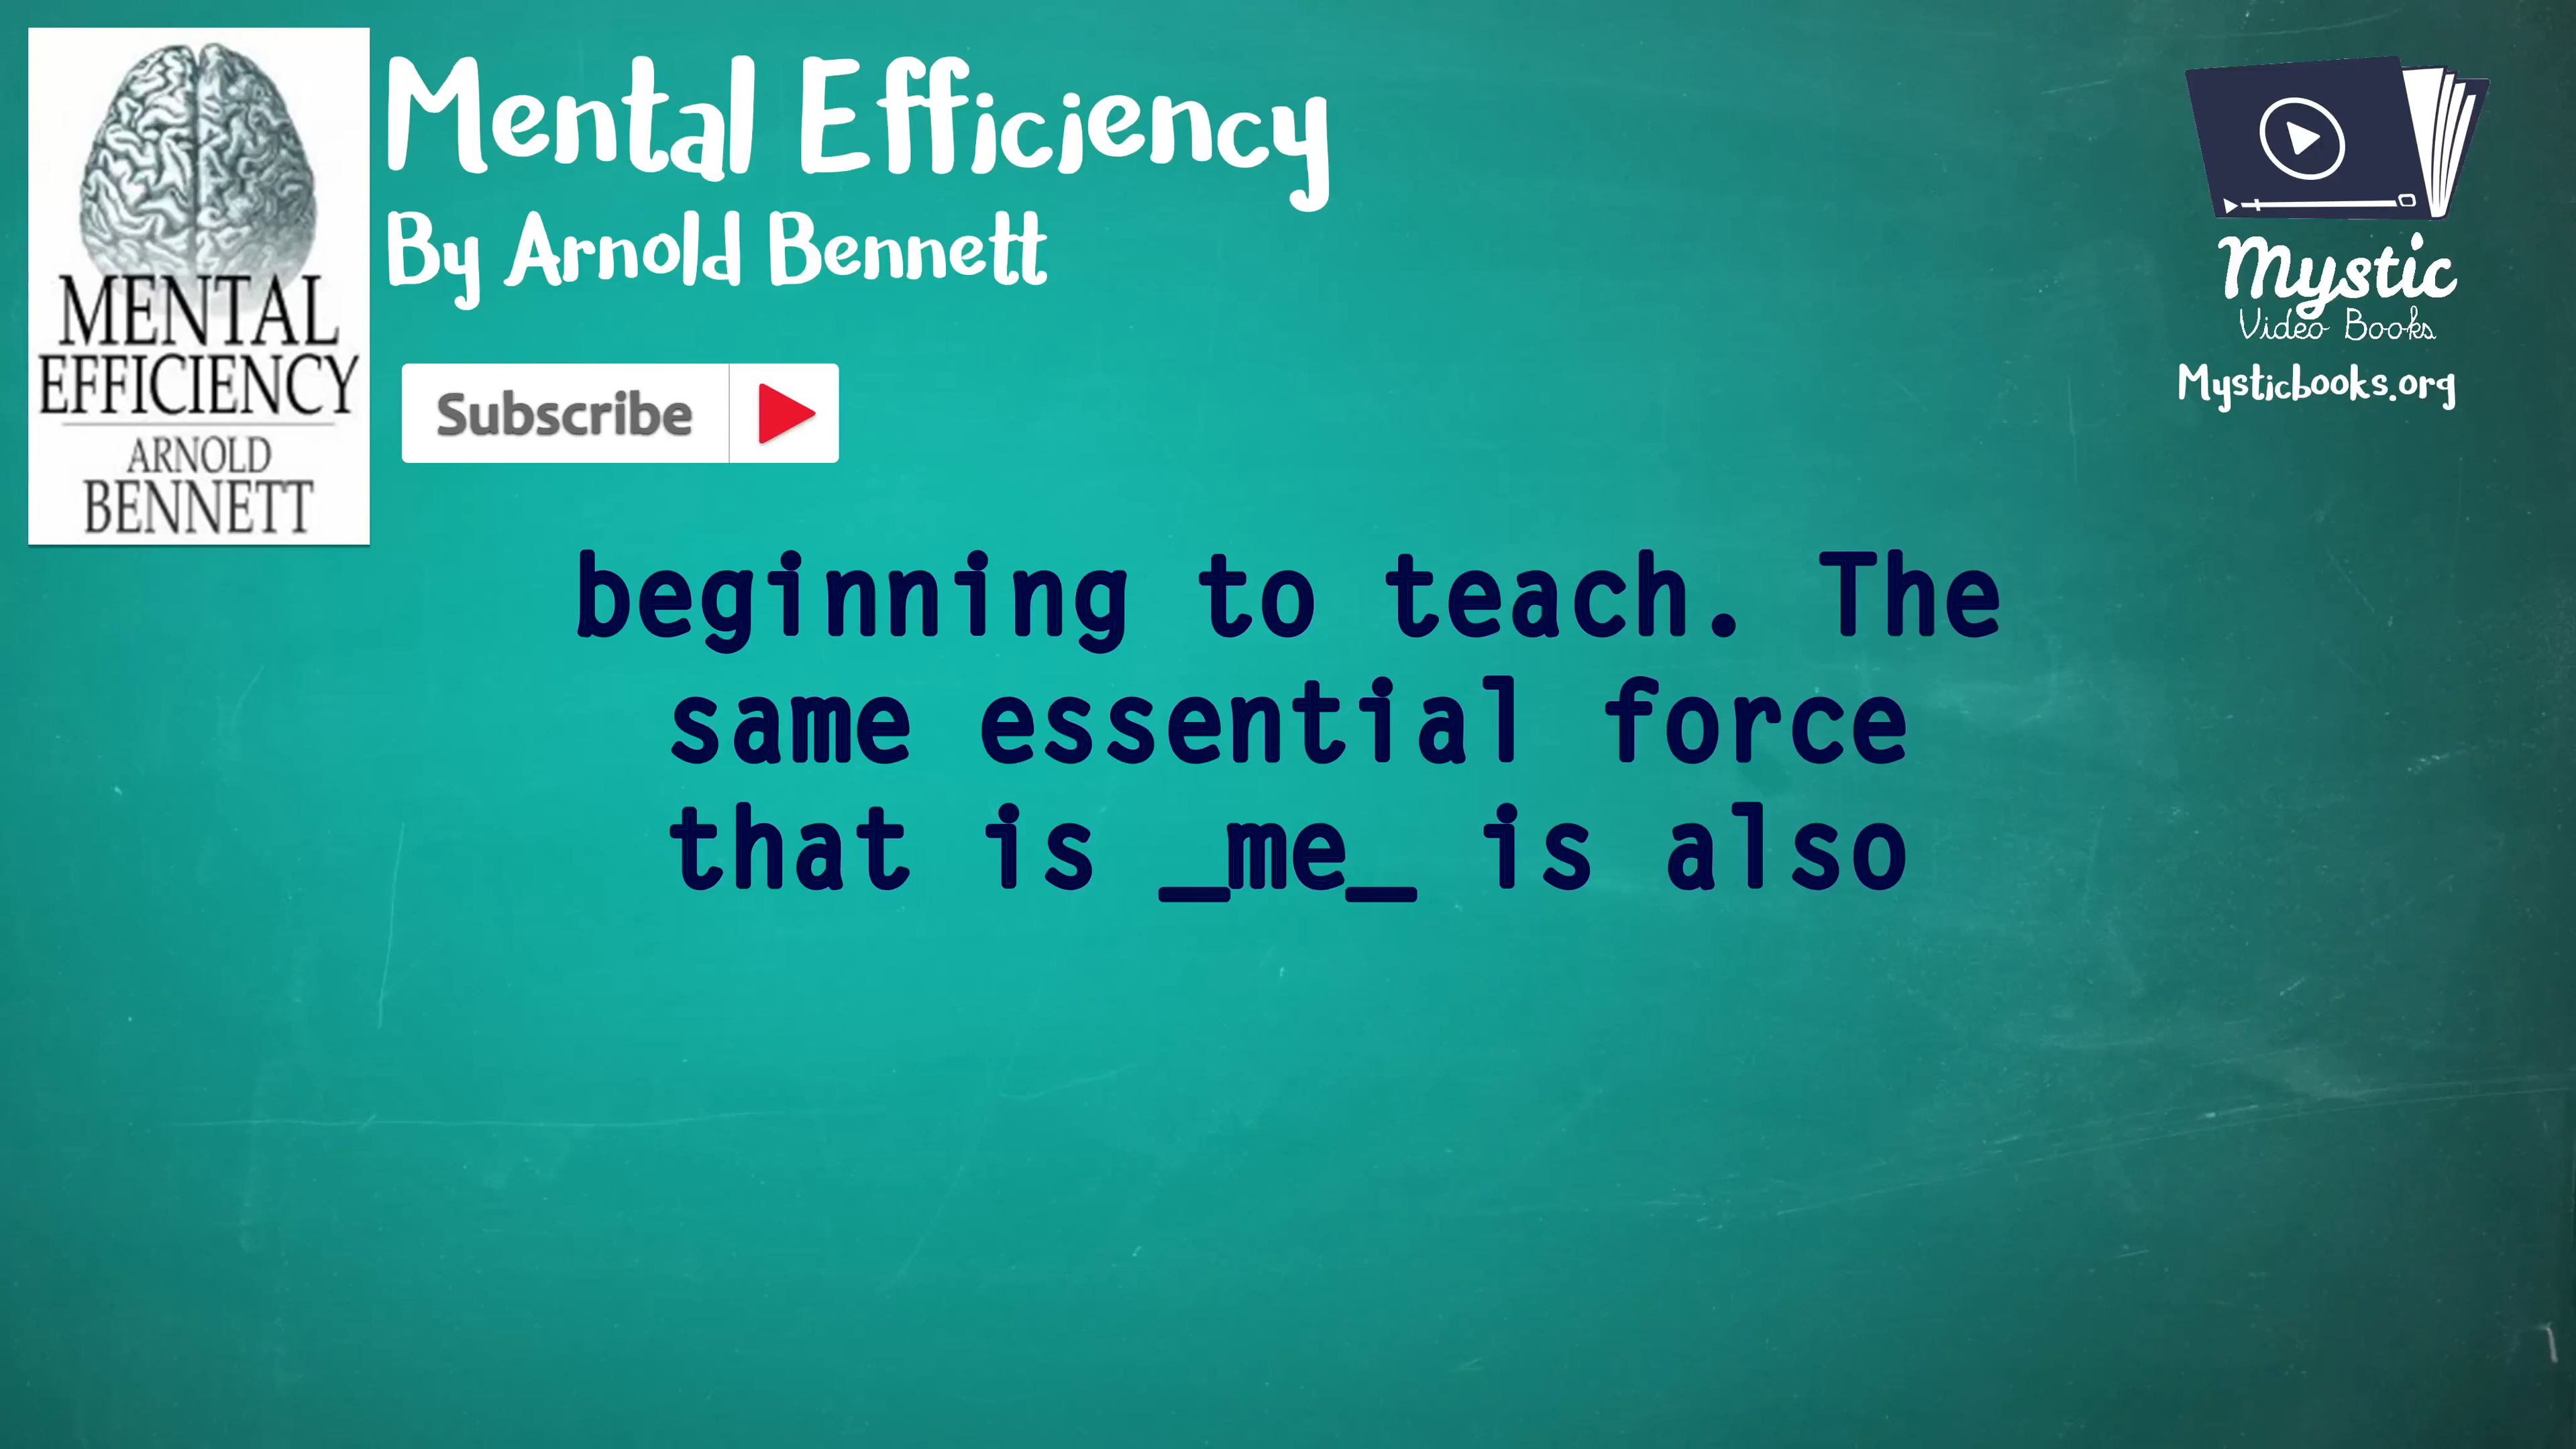 MENTAL
EFFICIENCY
ARNOLD
BENNETT
Mental Efficiency
By Arnold Bennett
Subscribe
Mystic
Video Books
Mysticbooks.org
beginning to teach. The
same essential force
that is _me_ is also